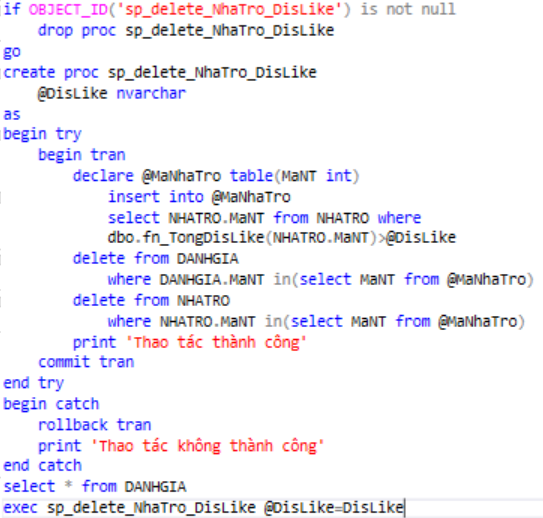 if OBJECT_ID('sp_delete_NhaTro_DisLike') is not null
drop proc sp_delete_NhaTro_DisLike
go
create proc sp_delete_NhaTro_DisLike
@DisLike nvarchar
as
begin try
begin tran
declare @MaNhaTro table(MaNT int)
insert into @MaNhaTro
select NHATRO.MaNT from NHATRO where
dbo.fn_TongDisLike(NHATRO.MaNT)>@DisLike
delete from DANHGIA
where DANHGIA.MaNT in(select MaNT from @MaNhaTro)
delete from NHATRO
where NHATRO.MaNT in(select MaNT from @MaNhaTro)
print 'Thao tác thành công'
commit tran
end try
begin catch
rollback tran
print 'Thao tác không thành công'
end catch
select * from DANHGIA
exec sp_delete_NhaTro_DisLike @DisLike=DisLike